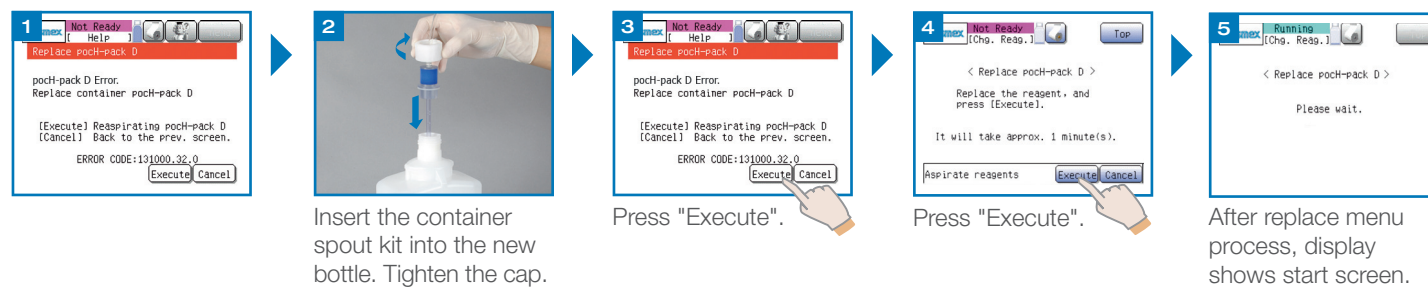 1
mex
Not Ready
[ Help ]
Replace pocH-pack D
pocH-pack D Error.
Replace container pocH-pack D
[Execute] Reaspirating pocH-pack D
[Cancel] Back to the prev. screen.
ERROR CODE:131000.32.0
Execute Cancel
2
Insert the container
spout kit into the new
bottle. Tighten the cap.
3
mex
Not Ready
[ Help ]
Replace pocH-pack D
pocH-pack D Error.
Replace container pocH-pack D
[Execute] Reaspirating pocH-pack D
[Cancel] Back to the prev. screen.
ERROR CODE:131000.32.0
Execute Cancel
Press "Execute".
4
mex
Not Ready
[Chg. Reag.]
Top
< Replace pocH-pack D >
Replace the reagent, and
press [Execute].
It will take approx. 1 minute(s).
Aspirate reagents Execute Cancel
Press "Execute".
5
mex
Running
[Chg. Reag.]
< Replace pocH-pack D >
Please wait.
After replace menu
process, display
shows start screen.